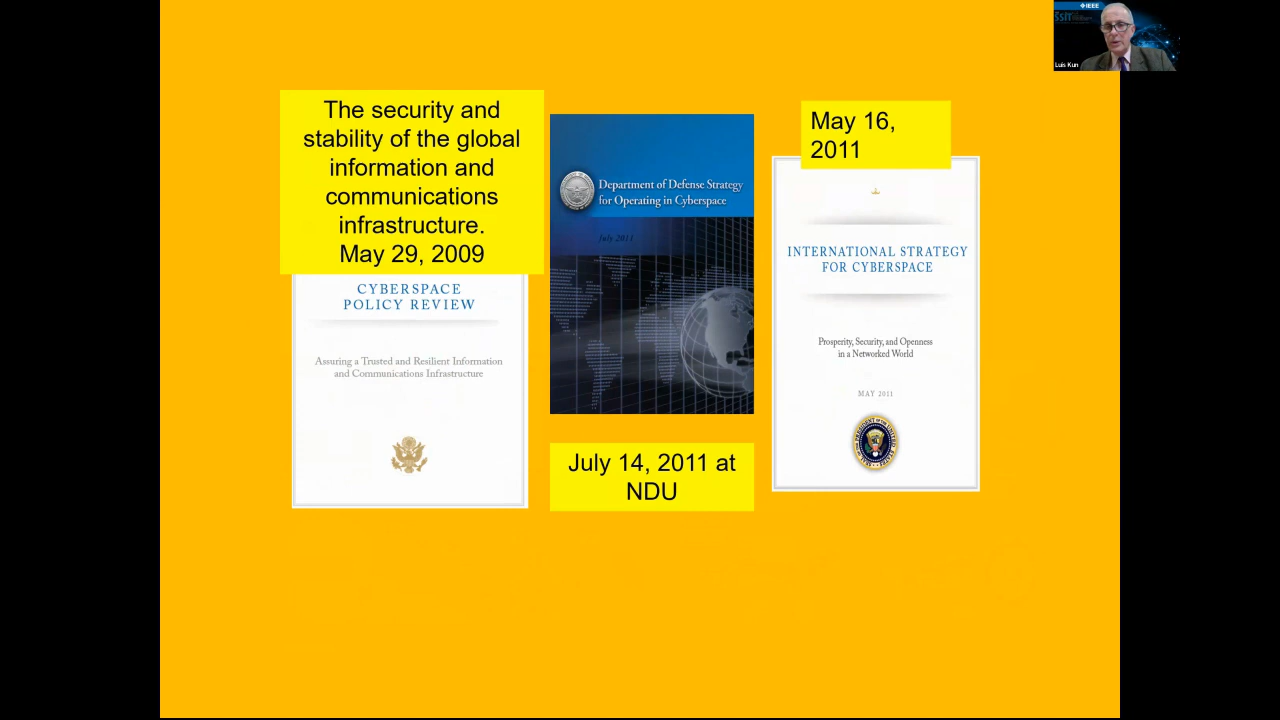 The security and
stability of the global
information and
communications
infrastructure.
May 29, 2009
CYBERSPACE
POLICY REVIEW
Assuring a Trusted and Resilient Information
and Communications Infrastructure
Department of Defense Strategy
for Operating in Cyberspace
July 2011
July 14, 2011 at
NDU
May 16,
2011
INTERNATIONAL STRATEGY
FOR CYBERSPACE
Prosperity, Security, and Openness
in a Networked World
MAY 2011
IEEE
SSIT
Luis Kun